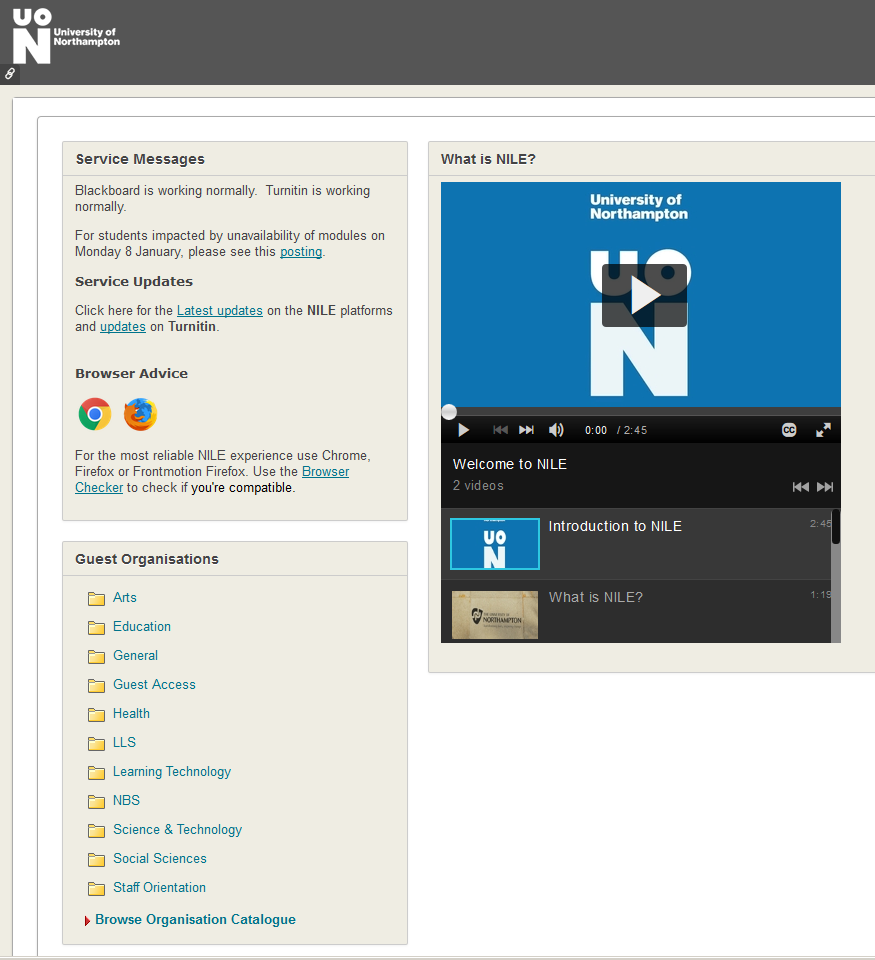 UO
N
University of
Northampton
Service Messages
Blackboard is working normally.  Turnitin is working
normally.
For students impacted by unavailability of modules on
Monday 8 January, please see this posting.
Service Updates
Click here for the Latest updates on the NILE platforms
and updates on Turnitin.
Browser Advice
For the most reliable NILE experience use Chrome,
Firefox or Frontmotion Firefox. Use the Browser
Checker to check if you're compatible.
Guest Organisations
Arts
Education
General
Guest Access
Health
LLS
Learning Technology
NBS
Science & Technology
Social Sciences
Staff Orientation
Browse Organisation Catalogue
What is NILE?
University of
Northampton
UO
N
0:00 / 2:45
CC
Welcome to NILE
2 videos
UO
N
Introduction to NILE
2:45
NORTHAMPTON
What is NILE?
1:19